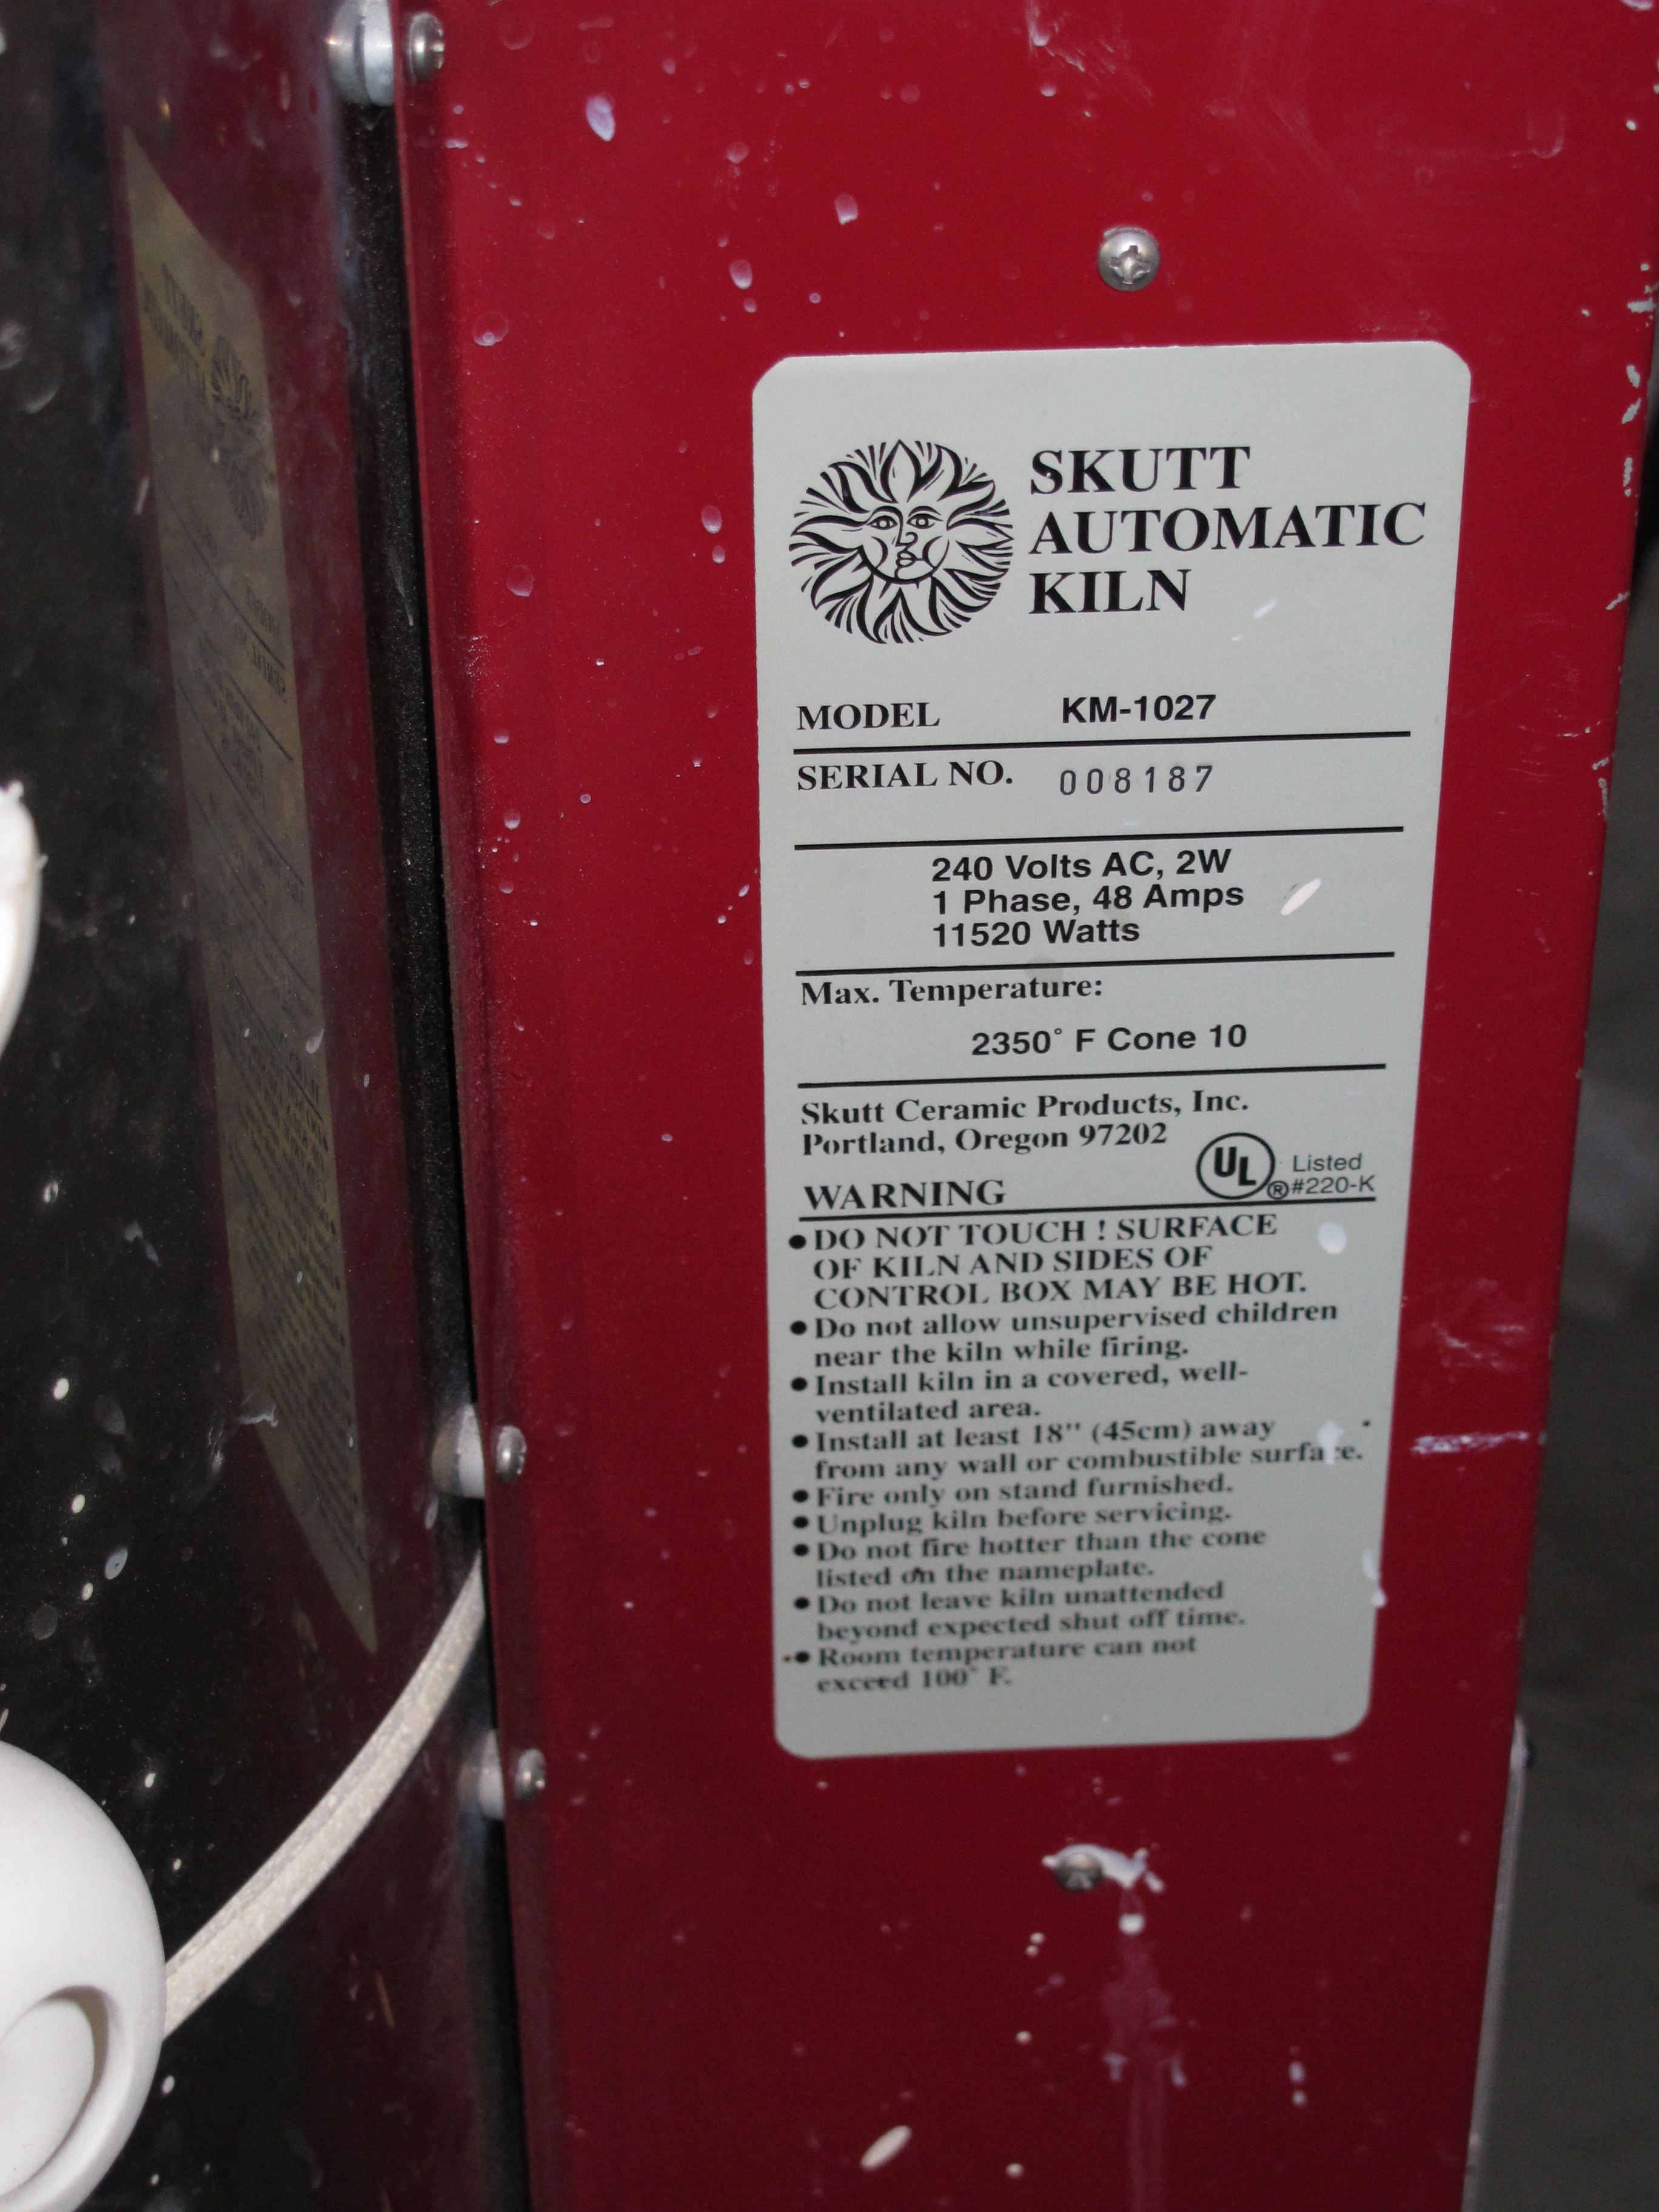 SKUTT
AUTOMATIC
KILN
MODEL KM-1027
SERIAL NO. 008187
240 Volts AC, 2W
1 Phase, 48 Amps
11520 Watts
Max. Temperature:
2350° F Cone 10
Skutt Ceramic Products, Inc.
Portland, Oregon 97202
UL ® Listed
#220-K
WARNING
● DO NOT TOUCH ! SURFACE
OF KILN AND SIDES OF
CONTROL BOX MAY BE HOT.
● Do not allow unsupervised children
near the kiln while firing.
● Install kiln in a covered, well-
ventilated area.
● Install at least 18" (45cm) away
from any wall or combustible surface.
● Fire only on stand furnished.
● Unplug kiln before servicing.
● Do not fire hotter than the cone
listed on the nameplate.
● Do not leave kiln unattended
beyond expected shut off time.
● Room temperature can not
exceed 100° F.